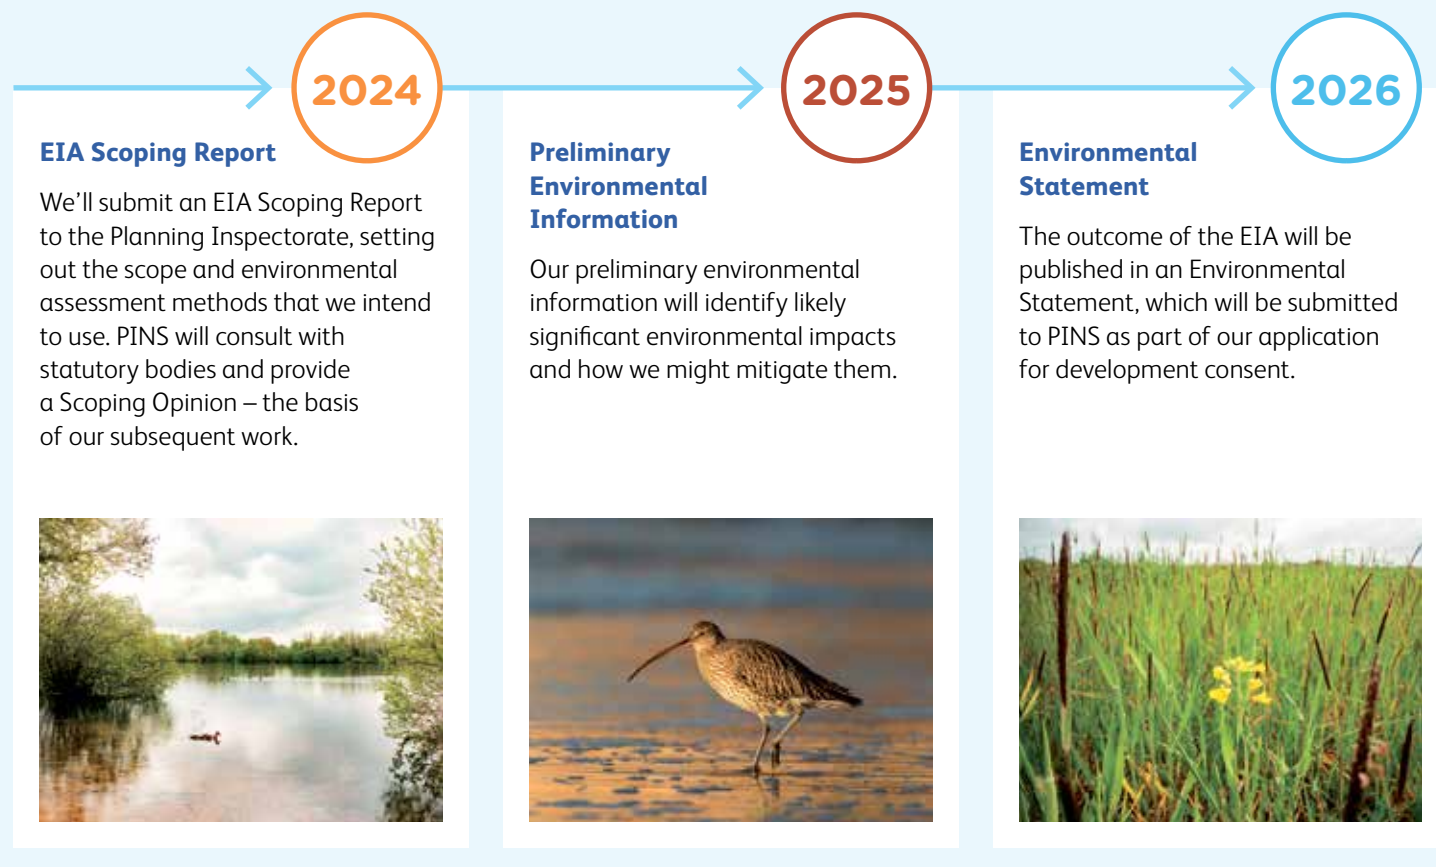 2024
EIA Scoping Report
We’ll submit an EIA Scoping Report
to the Planning Inspectorate, setting
out the scope and environmental
assessment methods that we intend
to use. PINS will consult with
statutory bodies and provide
a Scoping Opinion – the basis
of our subsequent work.
2025
Preliminary
Environmental
Information
Our preliminary environmental
information will identify likely
significant environmental impacts
and how we might mitigate them.
2026
Environmental
Statement
The outcome of the EIA will be
published in an Environmental
Statement, which will be submitted
to PINS as part of our application
for development consent.